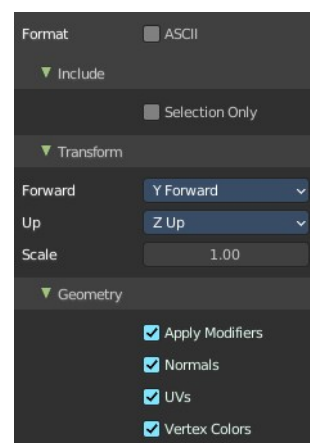 Format ASCII
Include
Selection Only
Transform
Forward Y Forward
Up Z Up
Scale 1.00
Geometry
Apply Modifiers
Normals
UVs
Vertex Colors